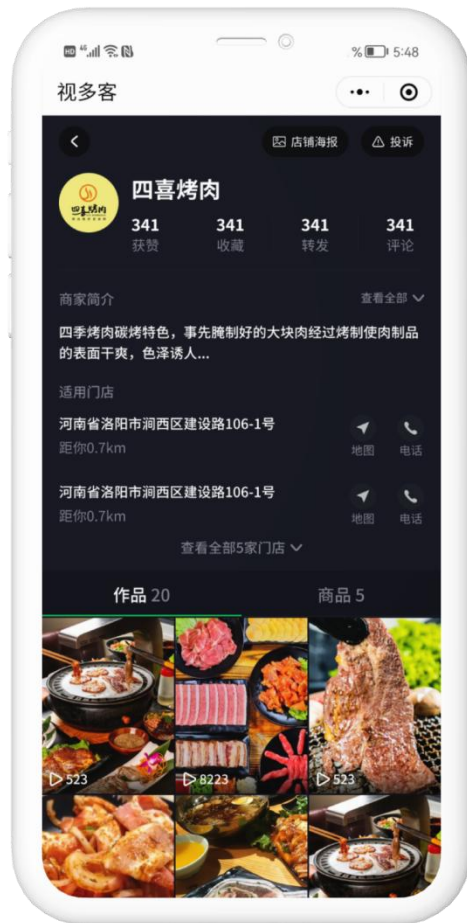 HD 46 % 5:48
视多客
店铺海报 投诉
四喜烤肉
四喜烤肉
341 341 341 341
获赞 收藏 转发 评论
商家简介 查看全部
四季烤肉碳烤特色，事先腌制好的大块肉经过烤制使肉制品
的表面干爽，色泽诱人...
适用门店
河南省洛阳市涧西区建设路106-1号
距你0.7km 地图 电话
河南省洛阳市涧西区建设路106-1号
距你0.7km 地图 电话
查看全部5家门店
作品 20 商品 5
523 8223 523